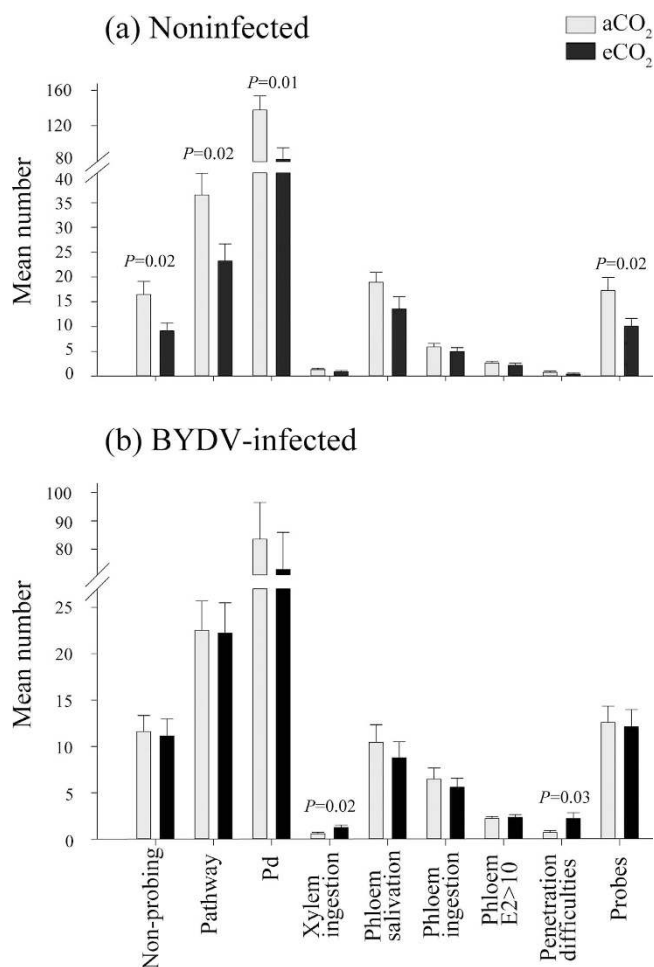 (a) Noninfected
aCO₂
eCO₂
Mean number
160
120
80
40
35
30
25
20
15
10
5
0
P=0.02
P=0.02
P=0.01
P=0.02
(b) BYDV-infected
Mean number
100
90
80
25
20
15
10
5
0
P=0.02
P=0.03
Non-probing
Pathway
Pd
Xylem
ingestion
Phloem
salivation
Phloem
ingestion
Phloem
E2>10
Penetration
difficulties
Probes